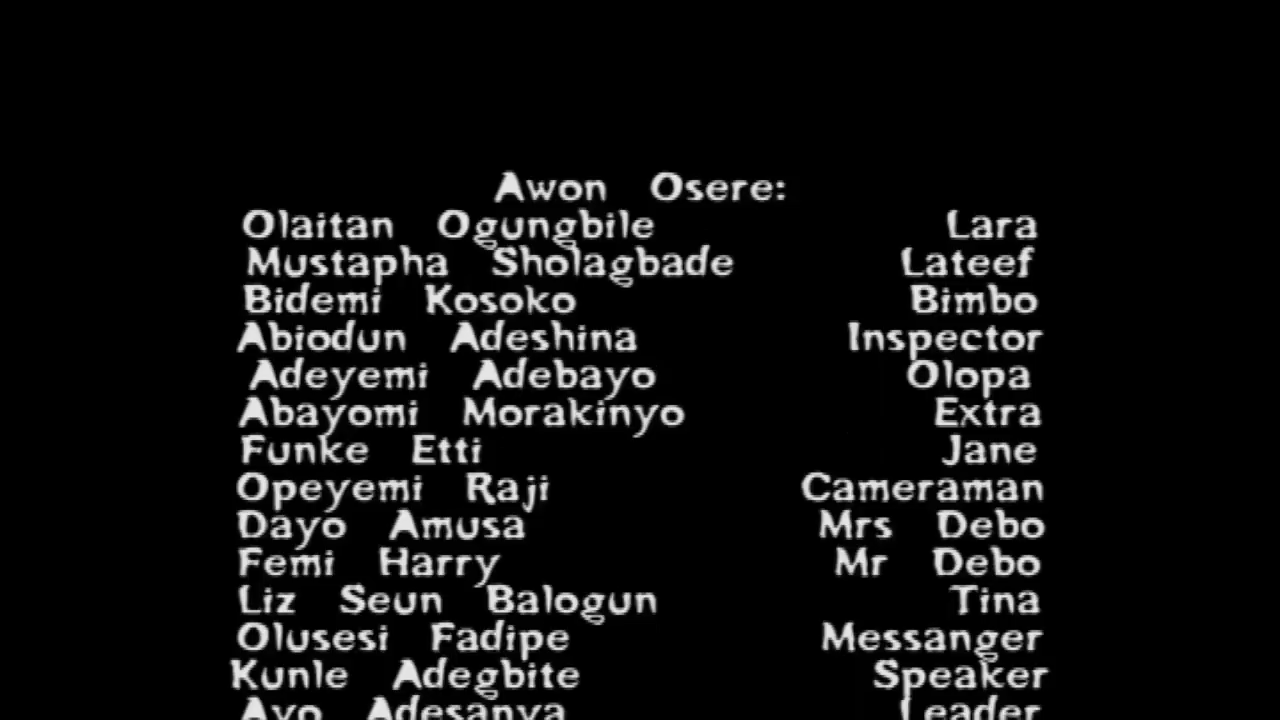 Awon Osere:
Olaitan Ogungbile Lara
Mustapha Sholagbade Lateef
Bidemi Kosoko Bimbo
Abiodun Adeshina Inspector
Adeyemi Adebayo Olopa
Abayomi Morakinyo Extra
Funke Etti Jane
Opeyemi Raji Cameraman
Dayo Amusa Mrs Debo
Femi Harry Mr Debo
Liz Seun Balogun Tina
Olusesi Fadipe Messanger
Kunle Adegbite Speaker
Ayo Adesanya Leader